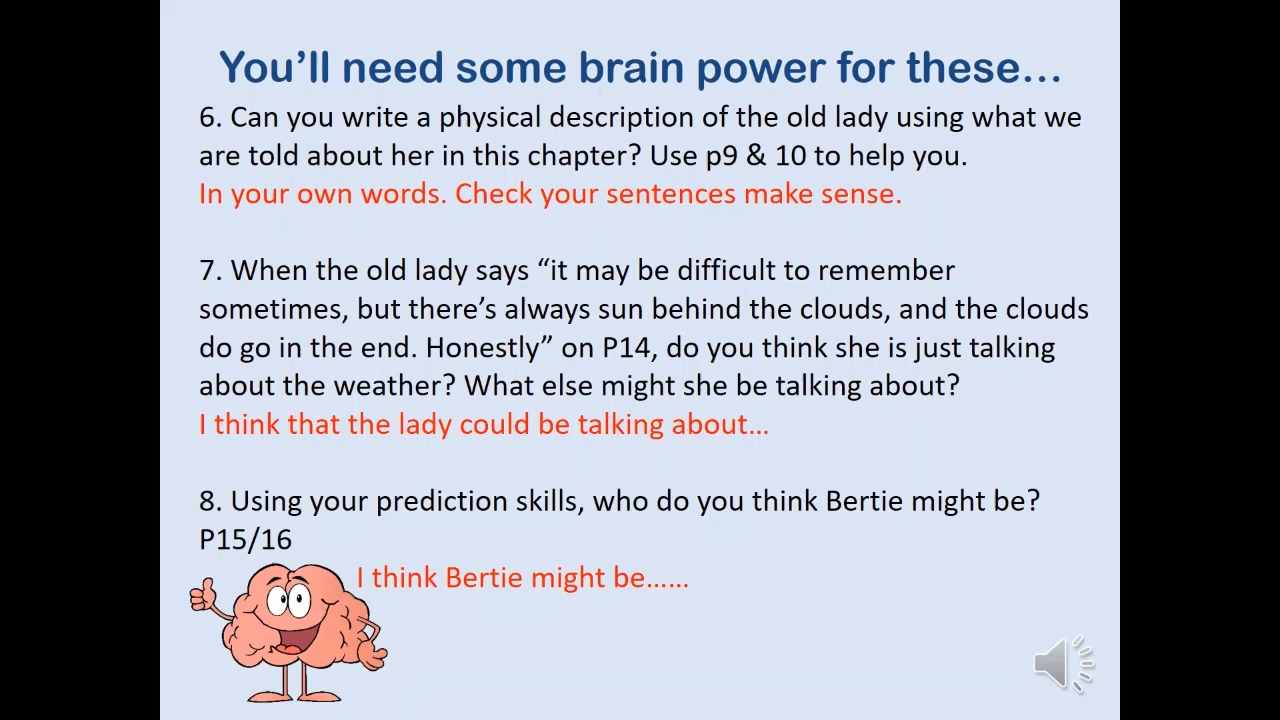 You’ll need some brain power for these…
6. Can you write a physical description of the old lady using what we
are told about her in this chapter? Use p9 & 10 to help you.
In your own words. Check your sentences make sense.
7. When the old lady says “it may be difficult to remember
sometimes, but there’s always sun behind the clouds, and the clouds
do go in the end. Honestly” on P14, do you think she is just talking
about the weather? What else might she be talking about?
I think that the lady could be talking about…
8. Using your prediction skills, who do you think Bertie might be?
P15/16
I think Bertie might be……